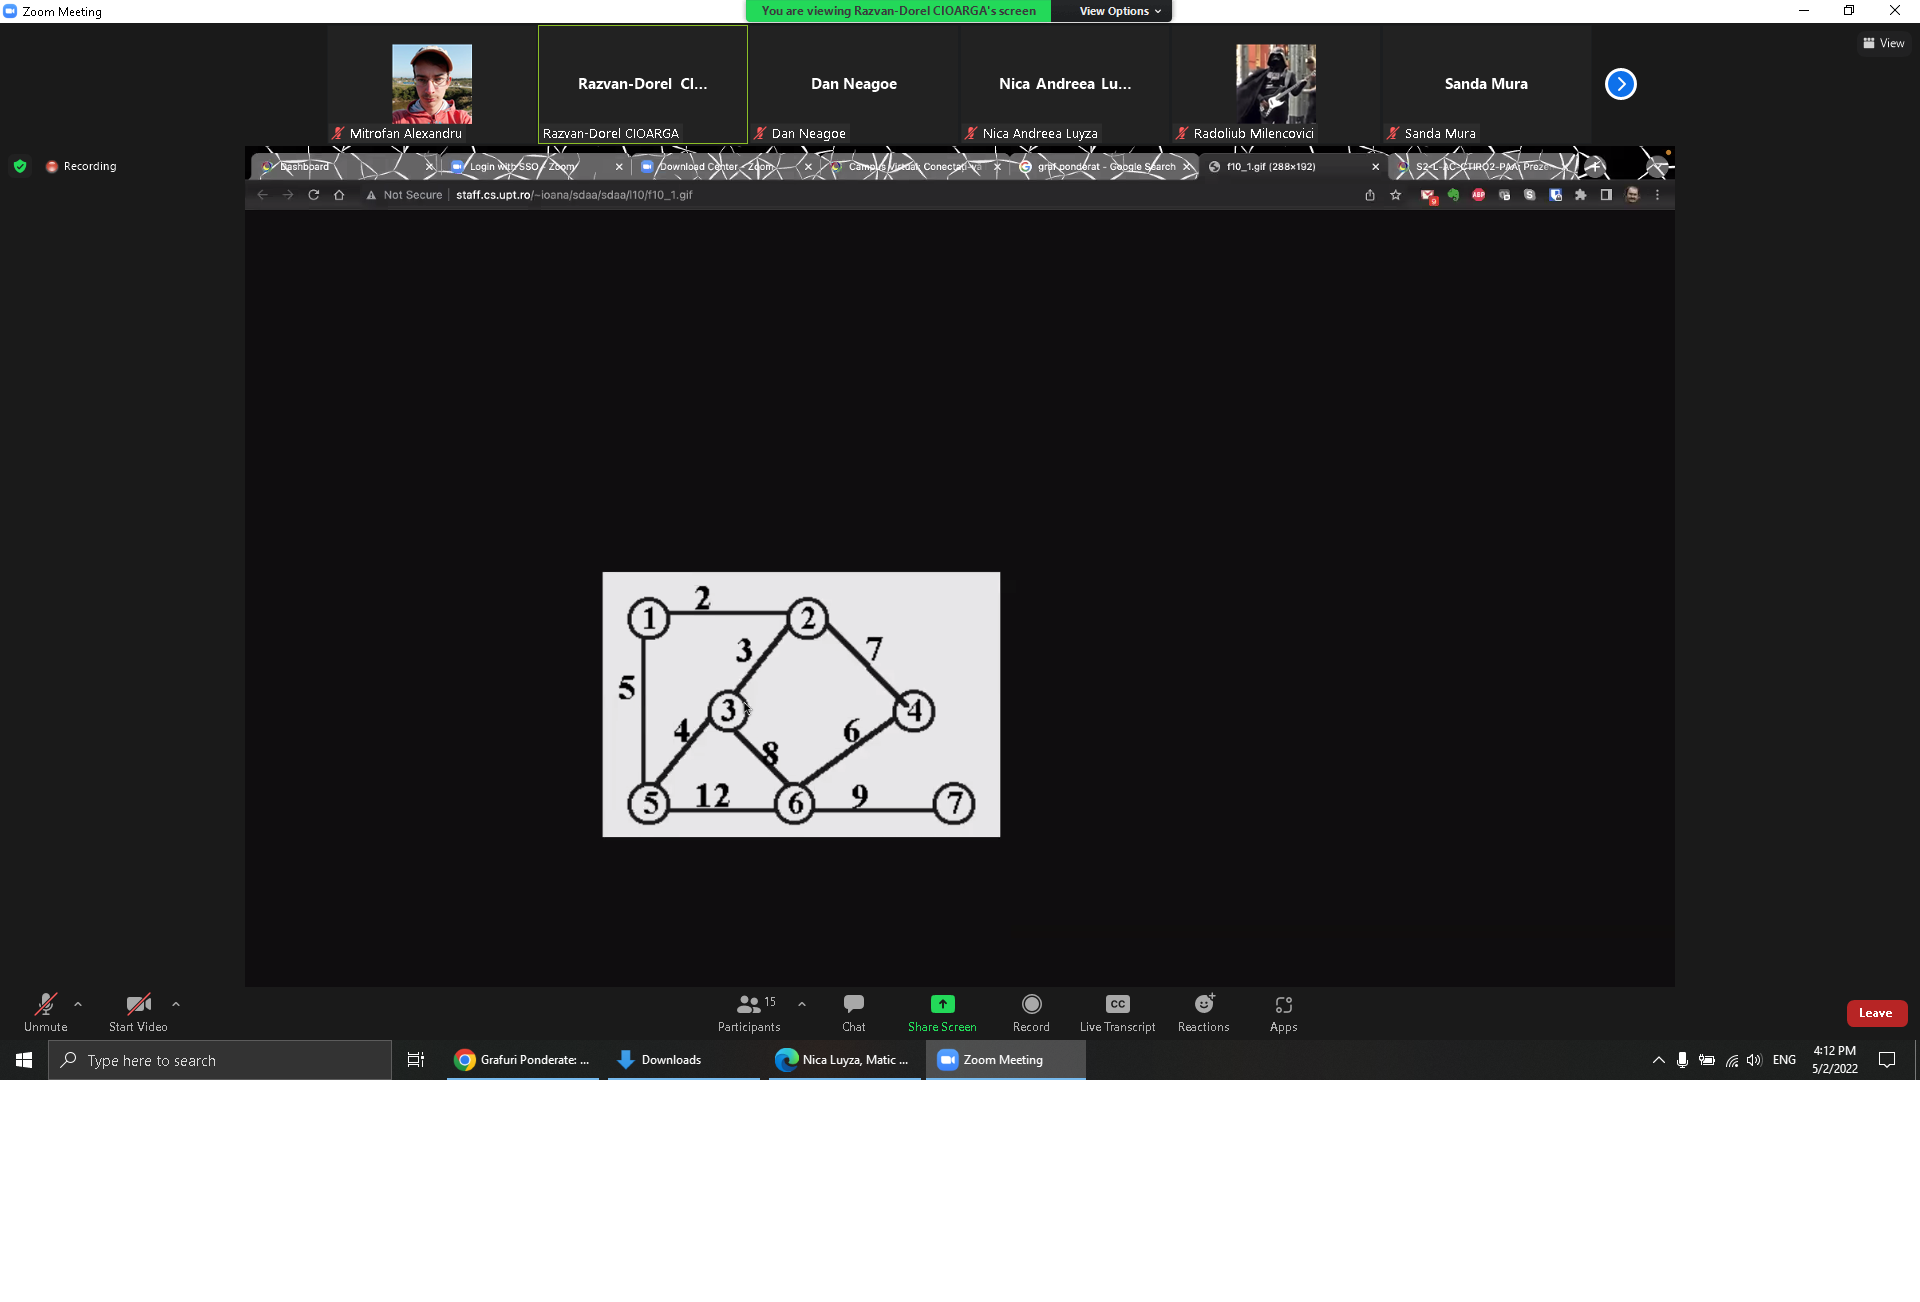 Zoom Meeting
You are viewing Razvan-Dorel CIOARGA's screen
View Options
View
Razvan-Dorel Cl...
Dan Neagoe
Nica Andreea Lu...
Sanda Mura
Mitrofan Alexandru
Razvan-Dorel CIOARGA
Dan Neagoe
Nica Andreea Luyza
Radoliub Milencovici
Sanda Mura
Recording
Dashboard
Login with SSO - Zoom
Download Center - Zoom
Campus Virtual: Conectați-vă
graf ponderat - Google Search
f10_1.gif (288×192)
S2-L-AC-CTIRO2-PAA: Preze
Not Secure
staff.cs.upt.ro/~ioana/sdaa/sdaa/l10/f10_1.gif
9
ABP
2
1
2
3
7
5
3
4
4
6
8
5
12
6
9
7
Unmute
Start Video
15
Participants
Chat
Share Screen
Record
CC
Live Transcript
Reactions
Apps
Leave
Type here to search
Grafuri Ponderate: ...
Downloads
Nica Luyza, Matic ...
Zoom Meeting
ENG
4:12 PM
5/2/2022